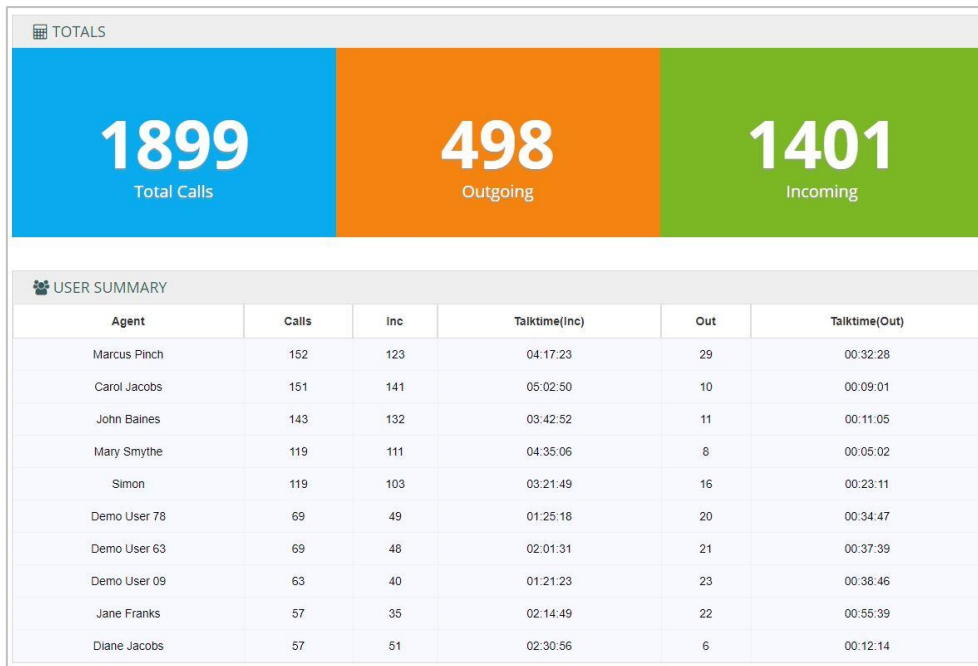 TOTALS
1899 498 1401
Total Calls Outgoing Incoming
USER SUMMARY
Agent Calls Inc Talktime(Inc) Out Talktime(Out)
Marcus Pinch 152 123 04:17:23 29 00:32:28
Carol Jacobs 151 141 05:02:50 10 00:09:01
John Baines 143 132 03:42:52 11 00:11:05
Mary Smythe 119 111 04:35:06 8 00:05:02
Simon 119 103 03:21:49 16 00:23:11
Demo User 78 69 49 01:25:18 20 00:34:47
Demo User 63 69 48 02:01:31 21 00:37:39
Demo User 09 63 40 01:21:23 23 00:38:46
Jane Franks 57 35 02:14:49 22 00:55:39
Diane Jacobs 57 51 02:30:56 6 00:12:14